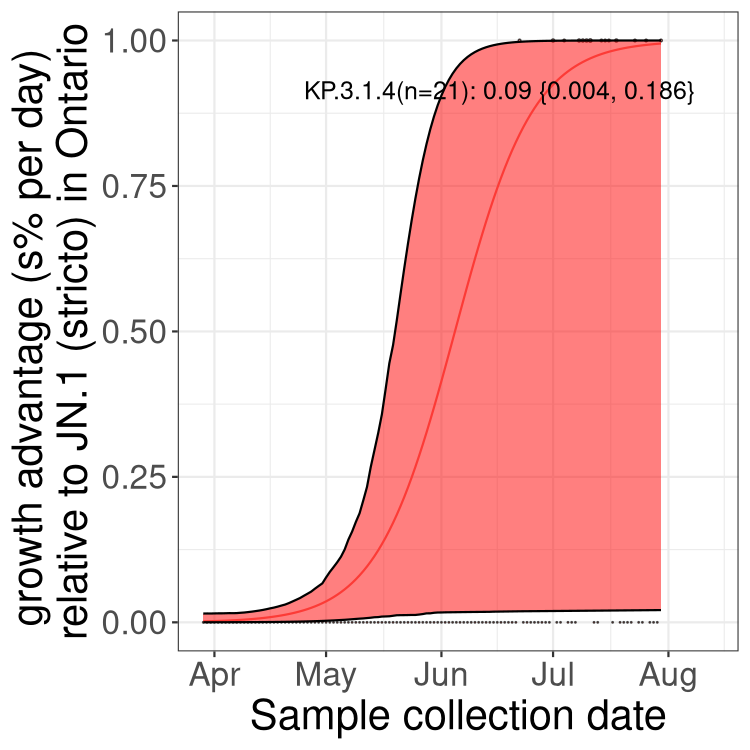 growth advantage (s% per day)
relative to JN.1 (stricto) in Ontario
1.00
0.75
0.50
0.25
0.00
KP.3.1.4(n=21): 0.09 {0.004, 0.186}
Apr May Jun Jul Aug
Sample collection date